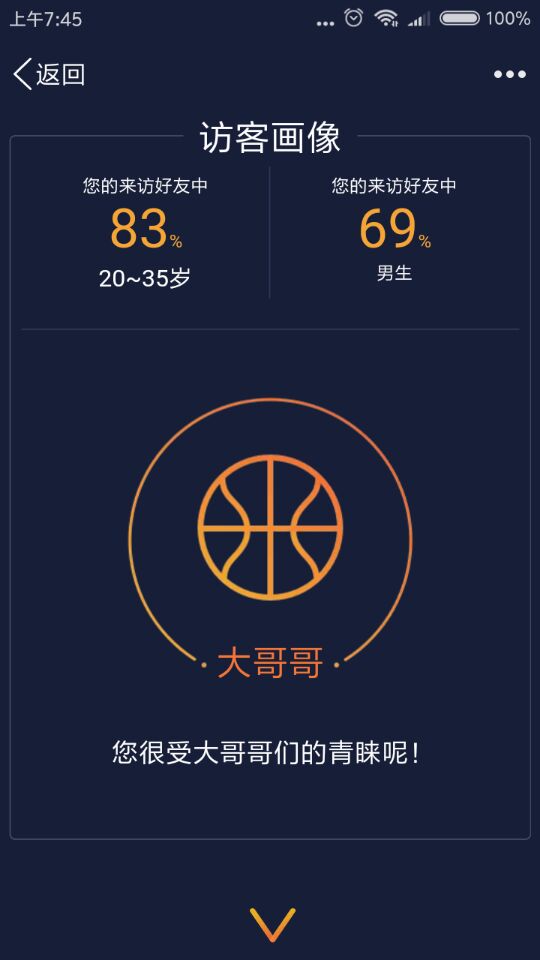 上午7:45
100%
返回
访客画像
您的来访好友中
83%
20~35岁
您的来访好友中
69%
男生
大哥哥
您很受大哥哥们的青睐呢！